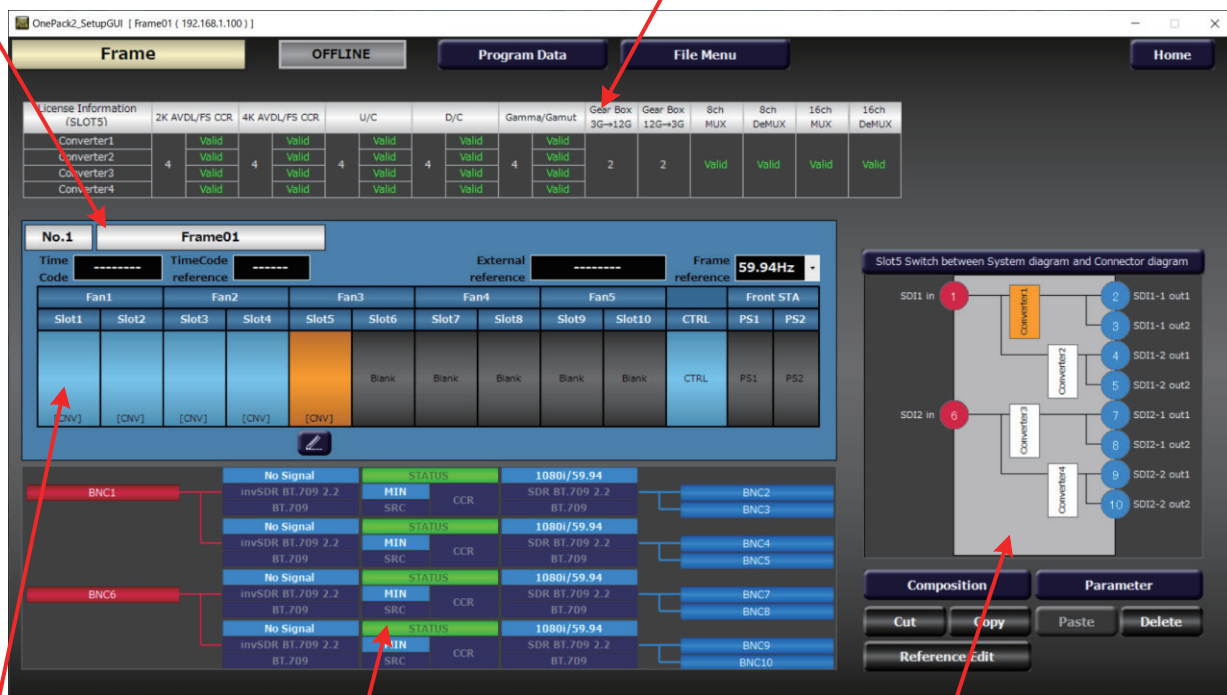 OnePack2_SetupGUI [ Frame01 ( 192.168.1.100 ) ]
Frame OFFLINE Program Data File Menu Home
License Information (SLOT5) 2K AVDL/FS CCR 4K AVDL/FS CCR U/C D/C Gamma/Gamut Gear Box 3G→12G Gear Box 12G→3G 8ch MUX 8ch DeMUX 16ch MUX 16ch DeMUX
Converter1 4 Valid 4 Valid 4 Valid 4 Valid 4 Valid 2 2 Valid Valid Valid Valid
Converter2 Valid Valid Valid Valid Valid
Converter3 Valid Valid Valid Valid Valid
Converter4 Valid Valid Valid Valid Valid
No.1 Frame01
Time Code -------- TimeCode reference ------ External reference -------- Frame reference 59.94Hz
Fan1 Fan2 Fan3 Fan4 Fan5 Front STA
Slot1 Slot2 Slot3 Slot4 Slot5 Slot6 Slot7 Slot8 Slot9 Slot10 CTRL PS1 PS2
Blank Blank Blank Blank Blank CTRL PS1 PS2
[CNV] [CNV] [CNV] [CNV] [CNV]
No Signal STATUS 1080i/59.94
BNC1 invSDR BT.709 2.2 MIN CCR SDR BT.709 2.2 BNC2
BT.709 SRC BT.709 BNC3
No Signal STATUS 1080i/59.94
invSDR BT.709 2.2 MIN CCR SDR BT.709 2.2 BNC4
BT.709 SRC BT.709 BNC5
No Signal STATUS 1080i/59.94
BNC6 invSDR BT.709 2.2 MIN CCR SDR BT.709 2.2 BNC7
BT.709 SRC BT.709 BNC8
No Signal STATUS 1080i/59.94
invSDR BT.709 2.2 MIN CCR SDR BT.709 2.2 BNC9
BT.709 SRC BT.709 BNC10
Slot5 Switch between System diagram and Connector diagram
SDI1 in 1 Converter1 2 SDI1-1 out1
3 SDI1-1 out2
Converter2 4 SDI1-2 out1
5 SDI1-2 out2
SDI2 in 6 Converter3 7 SDI2-1 out1
8 SDI2-1 out2
Converter4 9 SDI2-2 out1
10 SDI2-2 out2
Composition Parameter
Cut Copy Paste Delete
Reference Edit